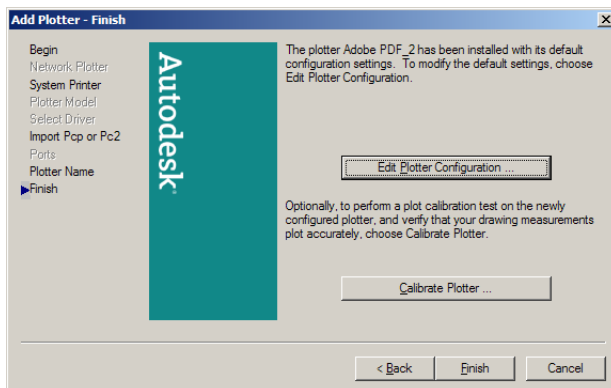 Add Plotter - Finish
Begin
Network Plotter
System Printer
Plotter Model
Select Driver
Import Pcp or Pc2
Ports
Plotter Name
Finish
Autodesk
The plotter Adobe PDF_2 has been installed with its default
configuration settings. To modify the default settings, choose
Edit Plotter Configuration.
Edit Plotter Configuration ...
Optionally, to perform a plot calibration test on the newly
configured plotter, and verify that your drawing measurements
plot accurately, choose Calibrate Plotter.
Calibrate Plotter ...
< Back
Finish
Cancel